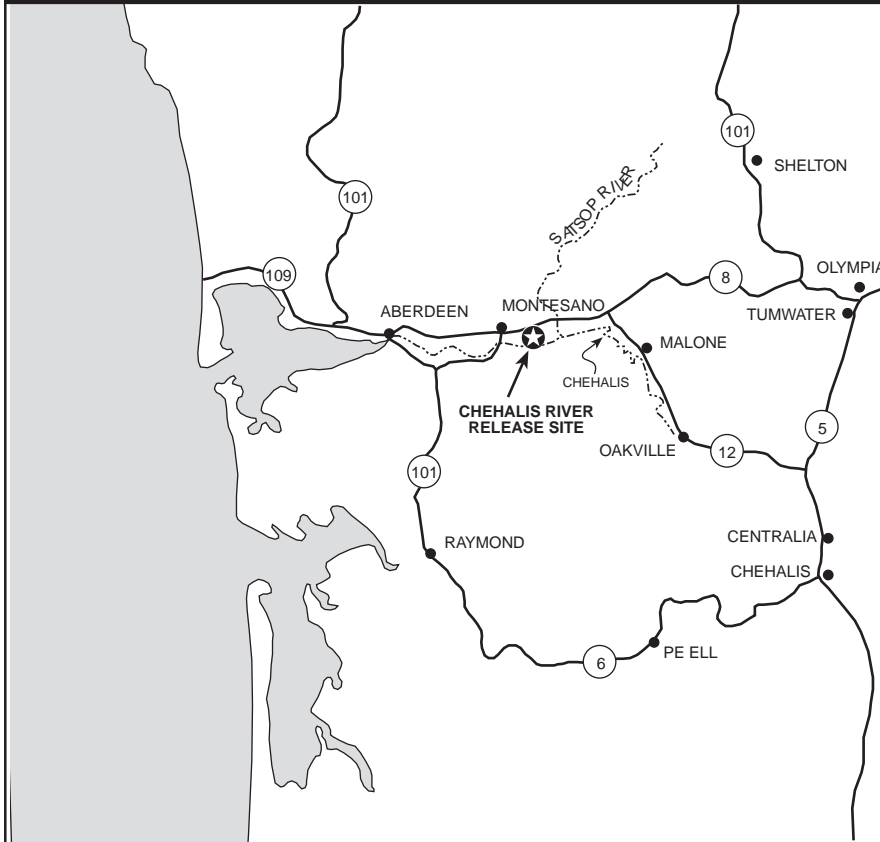 101
SHELTON
SATSOP RIVER
101
109
8
OLYMPIA
ABERDEEN
MONTESANO
TUMWATER
MALONE
CHEHALIS
CHEHALIS RIVER
RELEASE SITE
5
OAKVILLE
12
101
CENTRALIA
RAYMOND
CHEHALIS
PE ELL
6